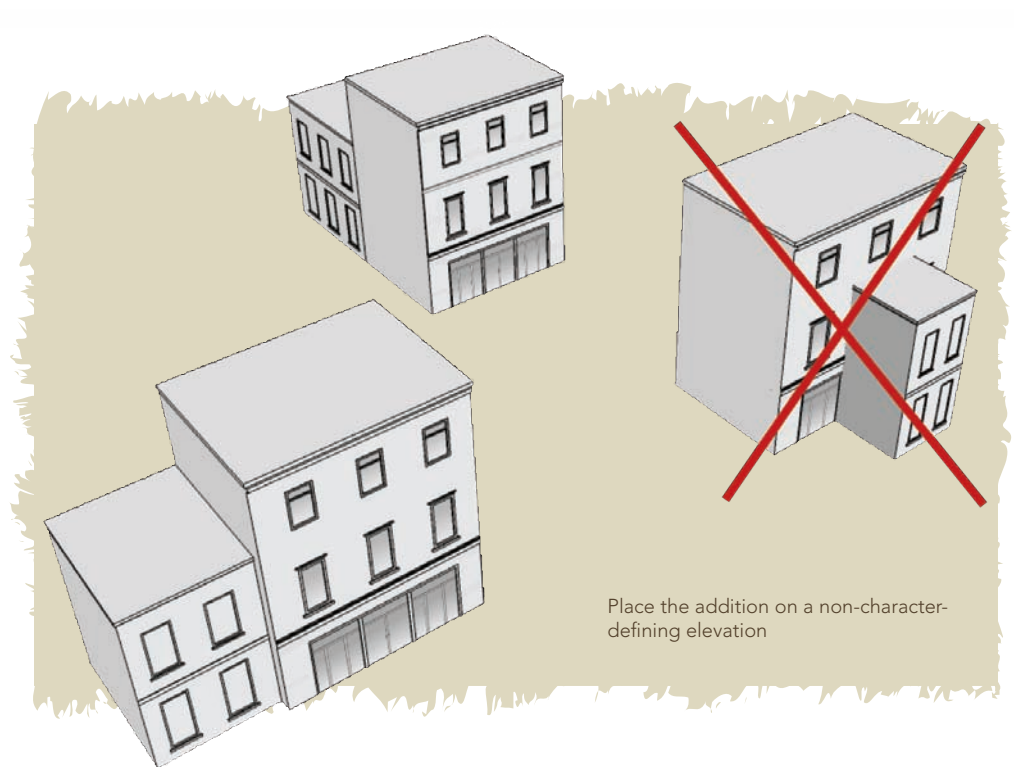 Place the addition on a non-character-
defining elevation